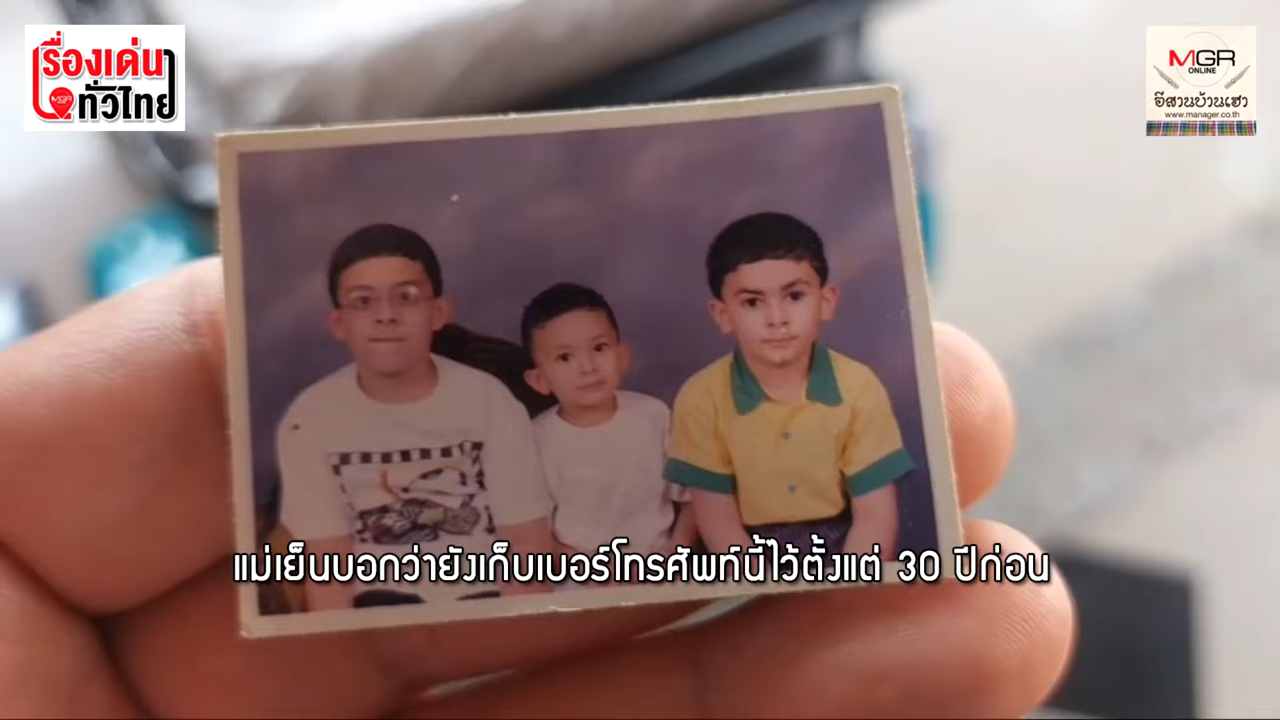 เรื่องเด่น
MGR
ทั่วไทย
MGR
ONLINE
อีสานบ้านเฮา
www.manager.co.th
แม่เย็นบอกว่ายังเก็บเบอร์โทรศัพท์นี้ไว้ตั้งแต่ 30 ปีก่อน